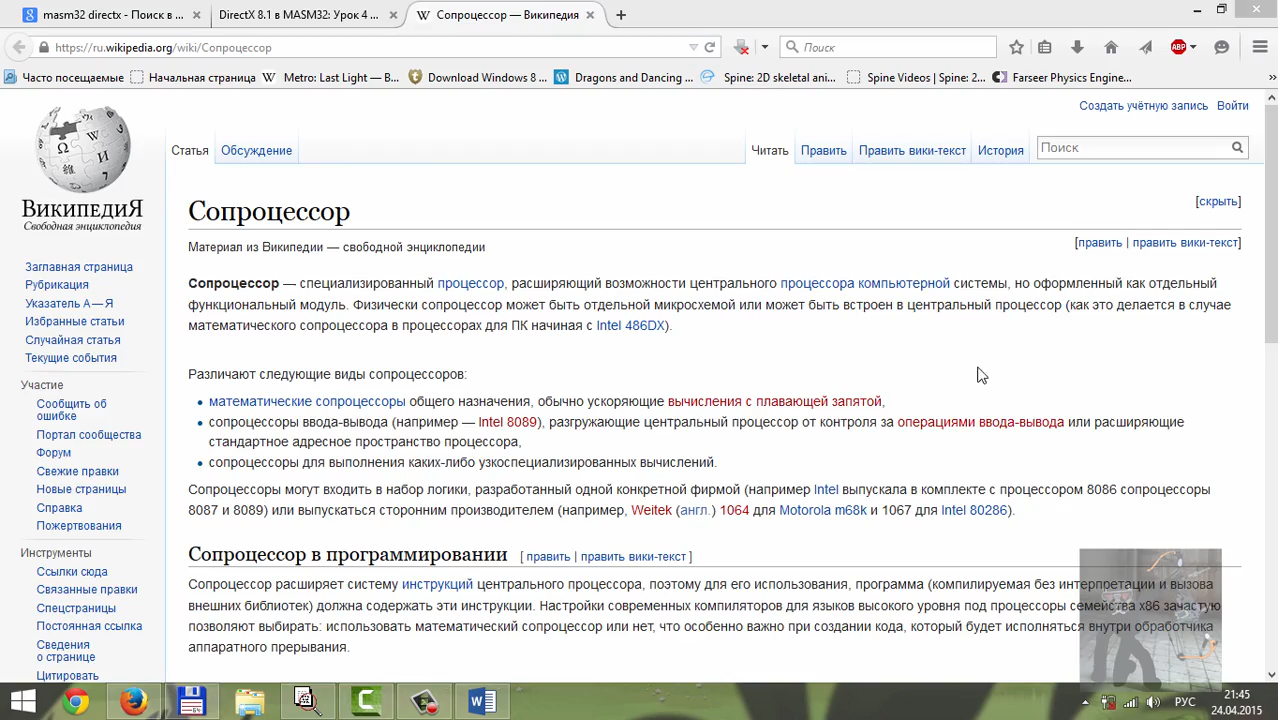 masm32 directx - Поиск в ...
DirectX 8.1 в MASM32: Урок 4 ...
Сопроцессор — Википедия
https://ru.wikipedia.org/wiki/Сопроцессор
Поиск
ABP
Часто посещаемые
Начальная страница
Metro: Last Light — В...
Download Windows 8 ...
Dragons and Dancing ...
Spine: 2D skeletal ani...
Spine Videos | Spine: 2...
Farseer Physics Engine...
Создать учётную запись Войти
Статья Обсуждение Читать Править Править вики-текст История Поиск
ВикипедиЯ
Свободная энциклопедия
Заглавная страница
Рубрикация
Указатель А — Я
Избранные статьи
Случайная статья
Текущие события
Участие
Сообщить об
ошибке
Портал сообщества
Форум
Свежие правки
Новые страницы
Справка
Пожертвования
Инструменты
Ссылки сюда
Связанные правки
Спецстраницы
Постоянная ссылка
Сведения
о странице
Цитировать
Сопроцессор
[скрыть]
Материал из Википедии — свободной энциклопедии
[править | править вики-текст]
Сопроцессор — специализированный процессор, расширяющий возможности центрального процессора компьютерной системы, но оформленный как отдельный
функциональный модуль. Физически сопроцессор может быть отдельной микросхемой или может быть встроен в центральный процессор (как это делается в случае
математического сопроцессора в процессорах для ПК начиная с Intel 486DX).
Различают следующие виды сопроцессоров:
• математические сопроцессоры общего назначения, обычно ускоряющие вычисления с плавающей запятой,
• сопроцессоры ввода-вывода (например — Intel 8089), разгружающие центральный процессор от контроля за операциями ввода-вывода или расширяющие
стандартное адресное пространство процессора,
• сопроцессоры для выполнения каких-либо узкоспециализированных вычислений.
Сопроцессоры могут входить в набор логики, разработанный одной конкретной фирмой (например Intel выпускала в комплекте с процессором 8086 сопроцессоры
8087 и 8089) или выпускаться сторонним производителем (например, Weitek (англ.) 1064 для Motorola m68k и 1067 для Intel 80286).
Сопроцессор в программировании [ править | править вики-текст ]
Сопроцессор расширяет систему инструкций центрального процессора, поэтому для его использования, программа (компилируемая без интерпретации и вызова
внешних библиотек) должна содержать эти инструкции. Настройки современных компиляторов для языков высокого уровня под процессоры семейства x86 зачастую
позволяют выбирать: использовать математический сопроцессор или нет, что особенно важно при создании кода, который будет исполняться внутри обработчика
аппаратного прерывания.
РУС
21:45
24.04.2015